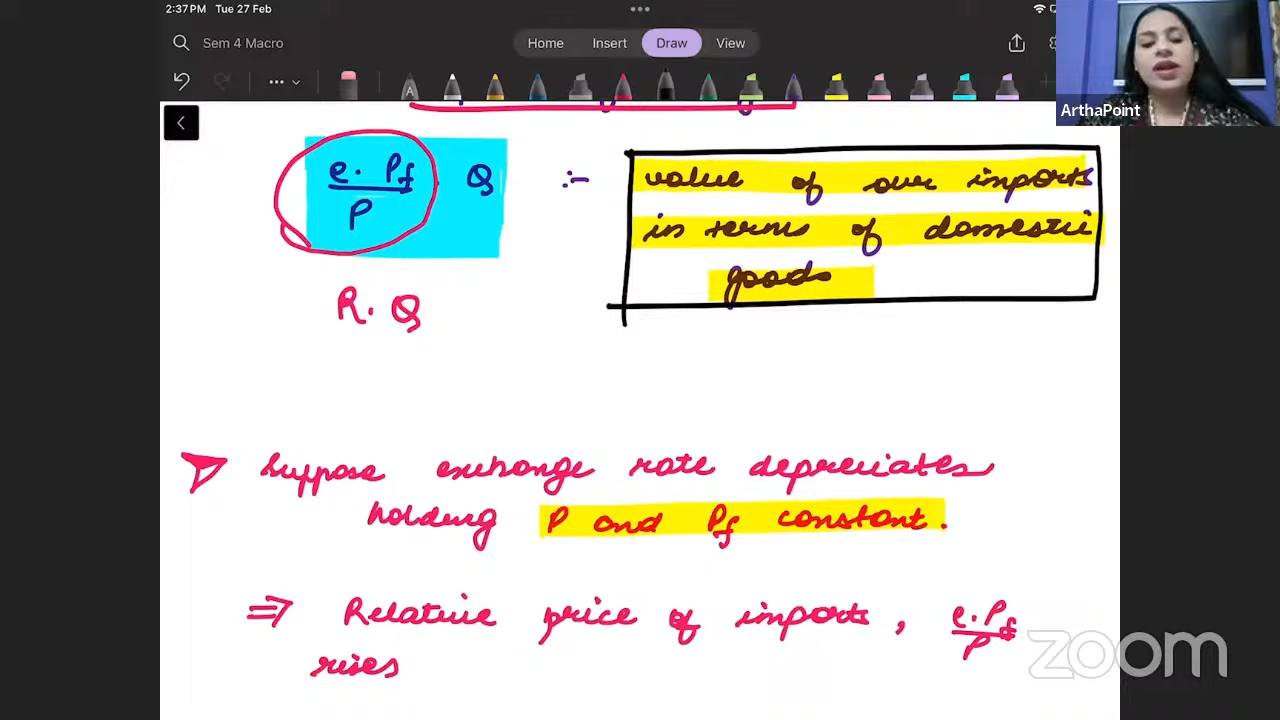 2:37 PM Tue 27 Feb
Sem 4 Macro
Home Insert Draw View
A
ArthaPoint
e. Pf
P
Q :- value of our imports
in terms of domestic
goods
R. Q
Suppose exchange rate depreciates
holding P and Pf constant.
⇒ Relative price of imports, e. Pf
P
rises
zoom